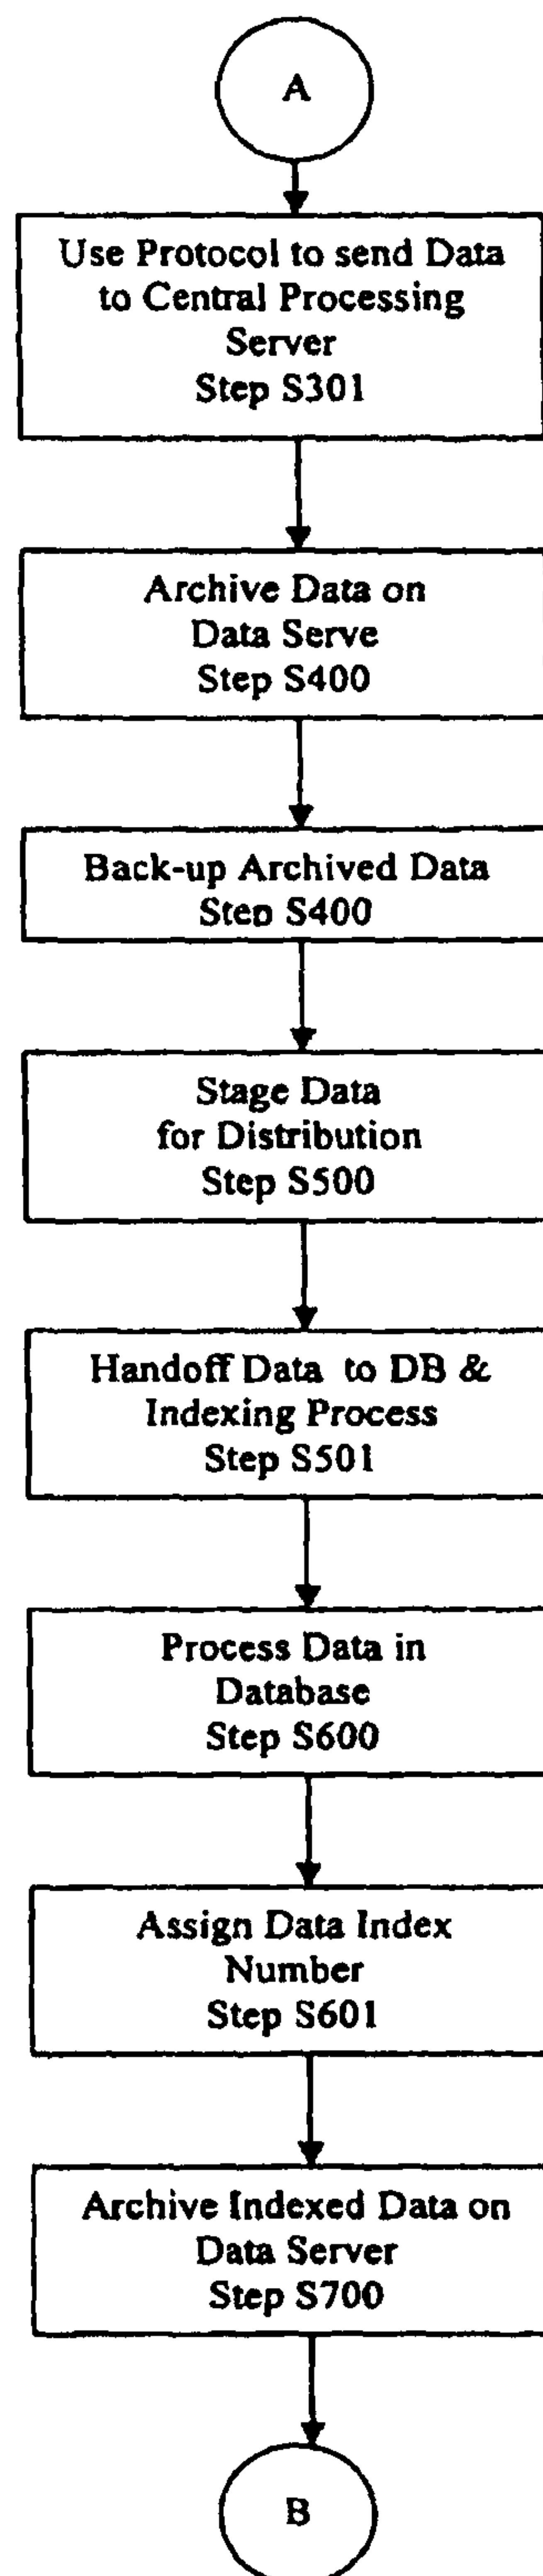 A
Use Protocol to send Data
to Central Processing
Server
Step S301
Archive Data on
Data Serve
Step S400
Back-up Archived Data
Step S400
Stage Data
for Distribution
Step S500
Handoff Data to DB &
Indexing Process
Step S501
Process Data in
Database
Step S600
Assign Data Index
Number
Step S601
Archive Indexed Data on
Data Server
Step S700
B